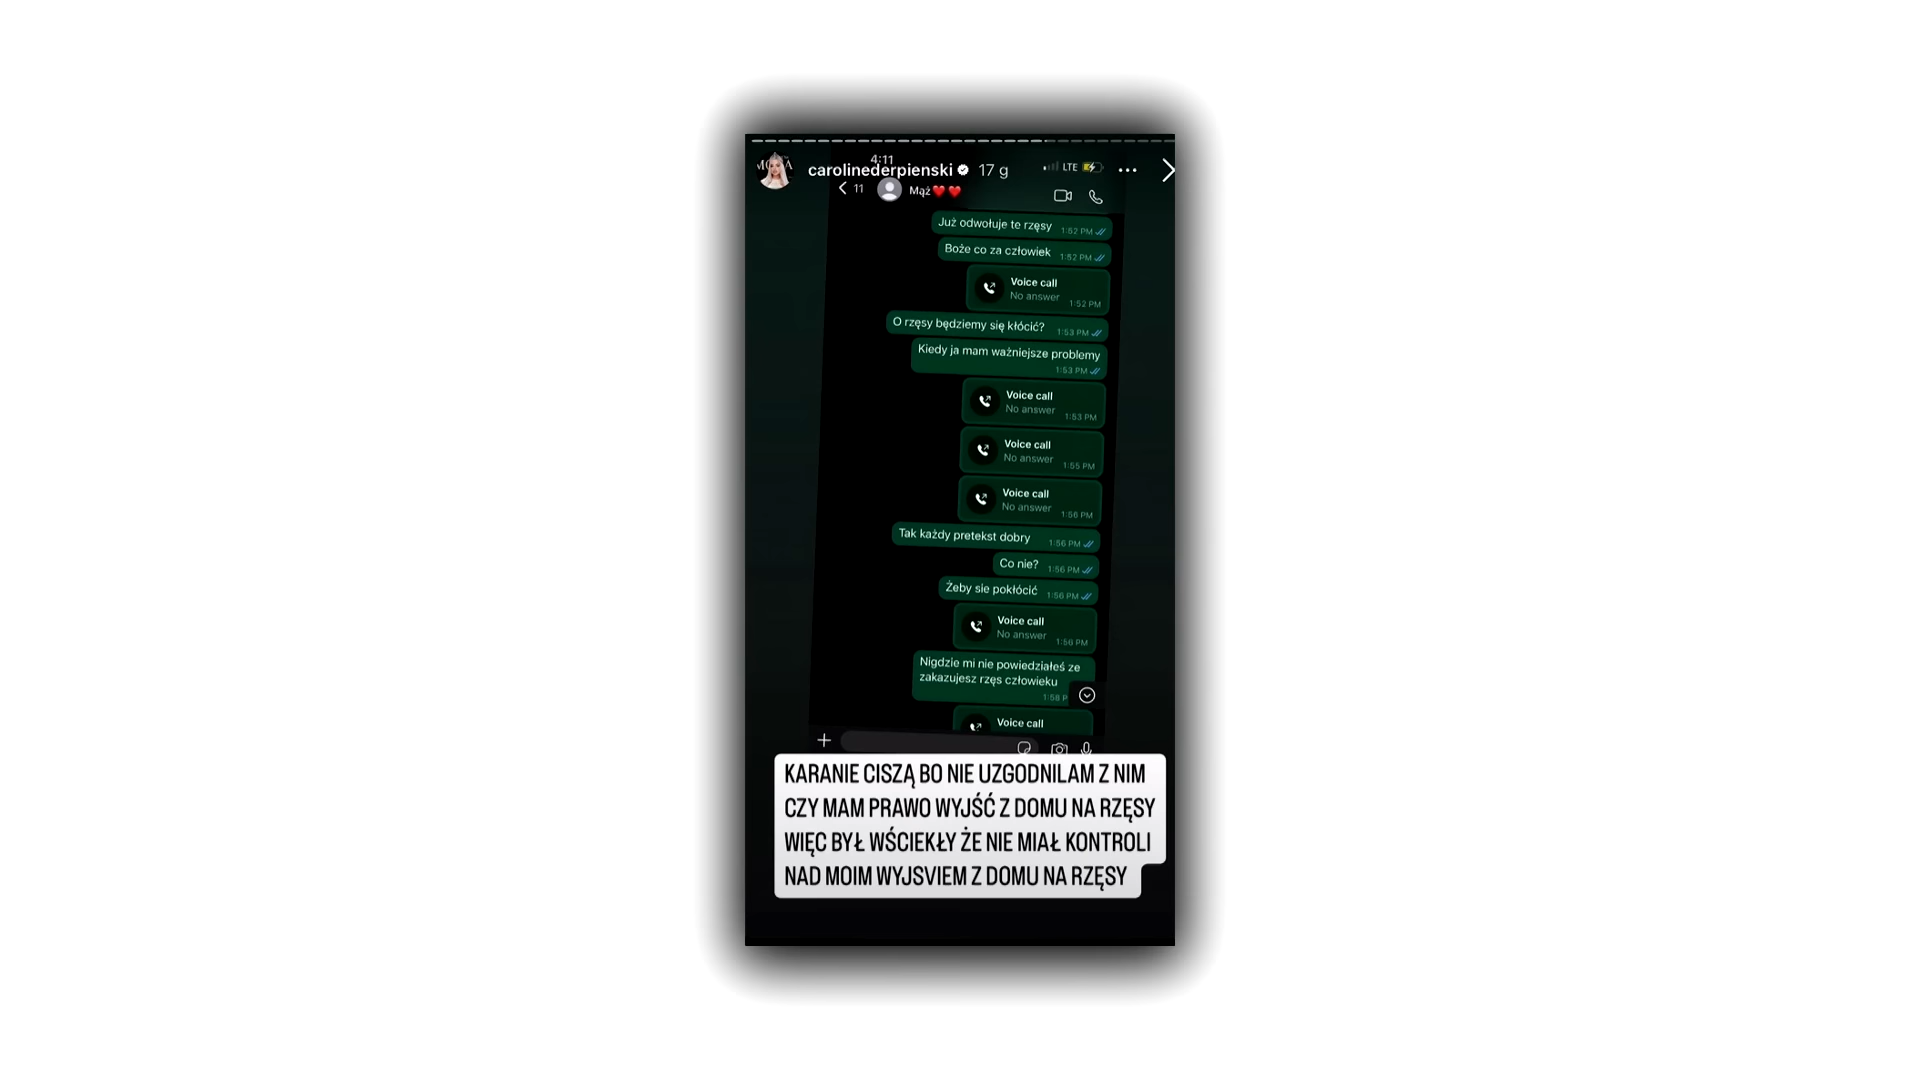 4:11
carolinederpienski 17 g
LTE
11 Mąż❤️❤️
Już odwołuje te rzęsy 1:52 PM
Boże co za człowiek 1:52 PM
Voice call
No answer 1:52 PM
O rzęsy będziemy się kłócić? 1:53 PM
Kiedy ja mam ważniejsze problemy
1:53 PM
Voice call
No answer 1:53 PM
Voice call
No answer 1:55 PM
Voice call
No answer 1:56 PM
Tak każdy pretekst dobry 1:56 PM
Co nie? 1:56 PM
Żeby sie pokłócić 1:56 PM
Voice call
No answer 1:56 PM
Nigdzie mi nie powiedziałeś ze
zakazujesz rzęs człowieku
1:58 P
Voice call
KARANIE CISZĄ BO NIE UZGODNILAM Z NIM
CZY MAM PRAWO WYJŚĆ Z DOMU NA RZĘSY
WIĘC BYŁ WŚCIEKŁY ŻE NIE MIAŁ KONTROLI
NAD MOIM WYJSVIEM Z DOMU NA RZĘSY